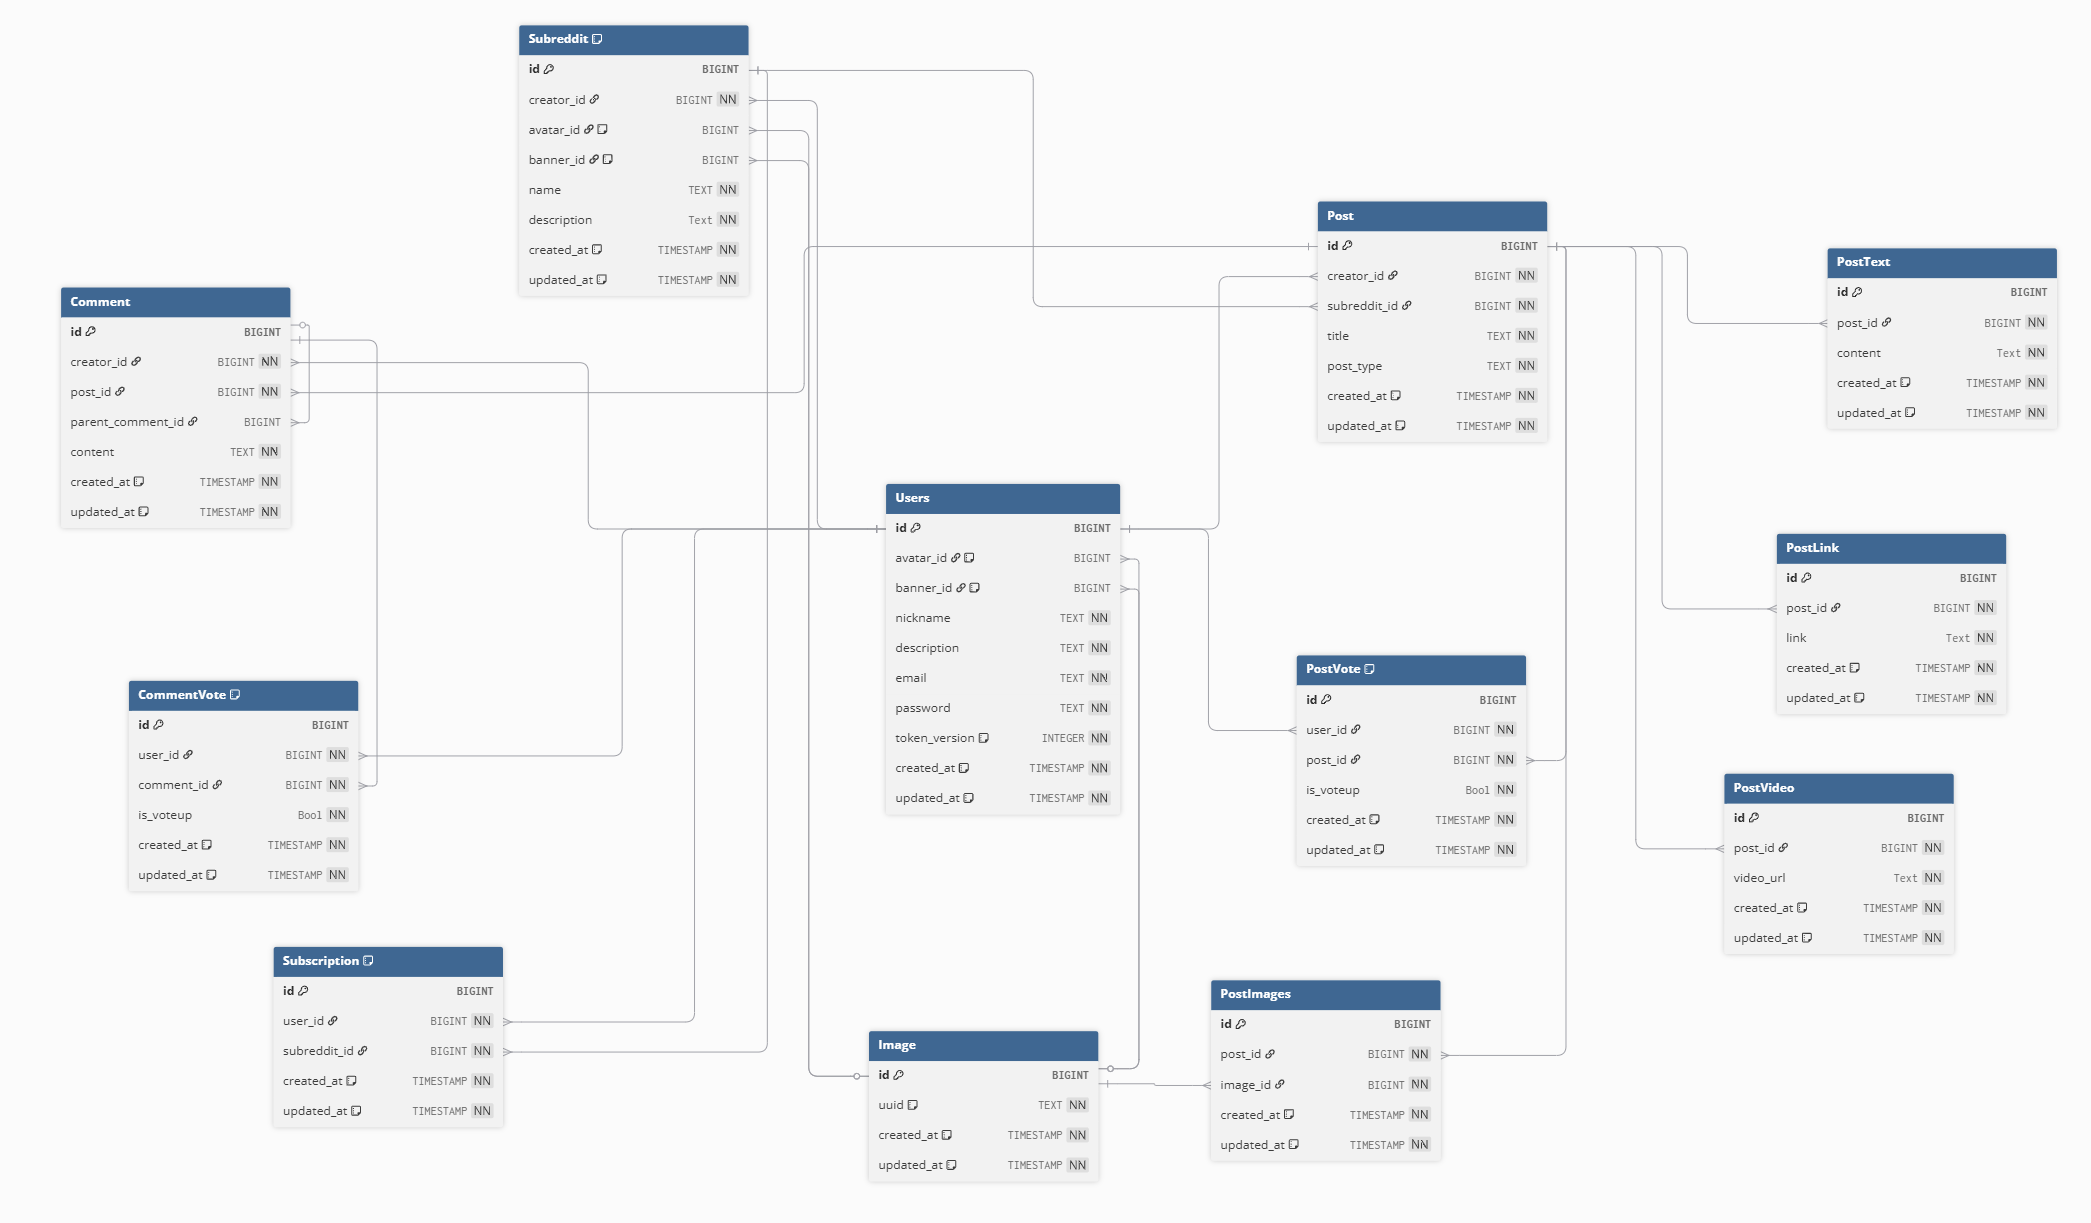 Subreddit
id BIGINT
creator_id BIGINT NN
avatar_id BIGINT
banner_id BIGINT
name TEXT NN
description Text NN
created_at TIMESTAMP NN
updated_at TIMESTAMP NN
Post
id BIGINT
creator_id BIGINT NN
subreddit_id BIGINT NN
title TEXT NN
post_type TEXT NN
created_at TIMESTAMP NN
updated_at TIMESTAMP NN
PostText
id BIGINT
post_id BIGINT NN
content Text NN
created_at TIMESTAMP NN
updated_at TIMESTAMP NN
Comment
id BIGINT
creator_id BIGINT NN
post_id BIGINT NN
parent_comment_id BIGINT
content TEXT NN
created_at TIMESTAMP NN
updated_at TIMESTAMP NN
Users
id BIGINT
avatar_id BIGINT
banner_id BIGINT
nickname TEXT NN
description TEXT NN
email TEXT NN
password TEXT NN
token_version INTEGER NN
created_at TIMESTAMP NN
updated_at TIMESTAMP NN
PostLink
id BIGINT
post_id BIGINT NN
link Text NN
created_at TIMESTAMP NN
updated_at TIMESTAMP NN
PostVote
id BIGINT
user_id BIGINT NN
post_id BIGINT NN
is_voteup Bool NN
created_at TIMESTAMP NN
updated_at TIMESTAMP NN
CommentVote
id BIGINT
user_id BIGINT NN
comment_id BIGINT NN
is_voteup Bool NN
created_at TIMESTAMP NN
updated_at TIMESTAMP NN
PostVideo
id BIGINT
post_id BIGINT NN
video_url Text NN
created_at TIMESTAMP NN
updated_at TIMESTAMP NN
Subscription
id BIGINT
user_id BIGINT NN
subreddit_id BIGINT NN
created_at TIMESTAMP NN
updated_at TIMESTAMP NN
Image
id BIGINT
uuid TEXT NN
created_at TIMESTAMP NN
updated_at TIMESTAMP NN
PostImages
id BIGINT
post_id BIGINT NN
image_id BIGINT NN
created_at TIMESTAMP NN
updated_at TIMESTAMP NN